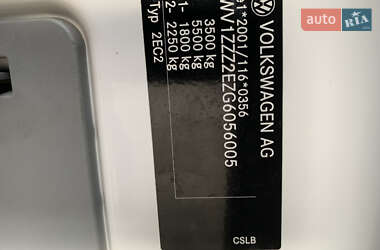 VOLKSWAGEN AG
e1*2001/116*0356
WV1ZZZ2EZG6056005
3500 kg
5500 kg
1- 1800 kg
2- 2250 kg
Typ 2EC2
CSLB
auto RIA.com